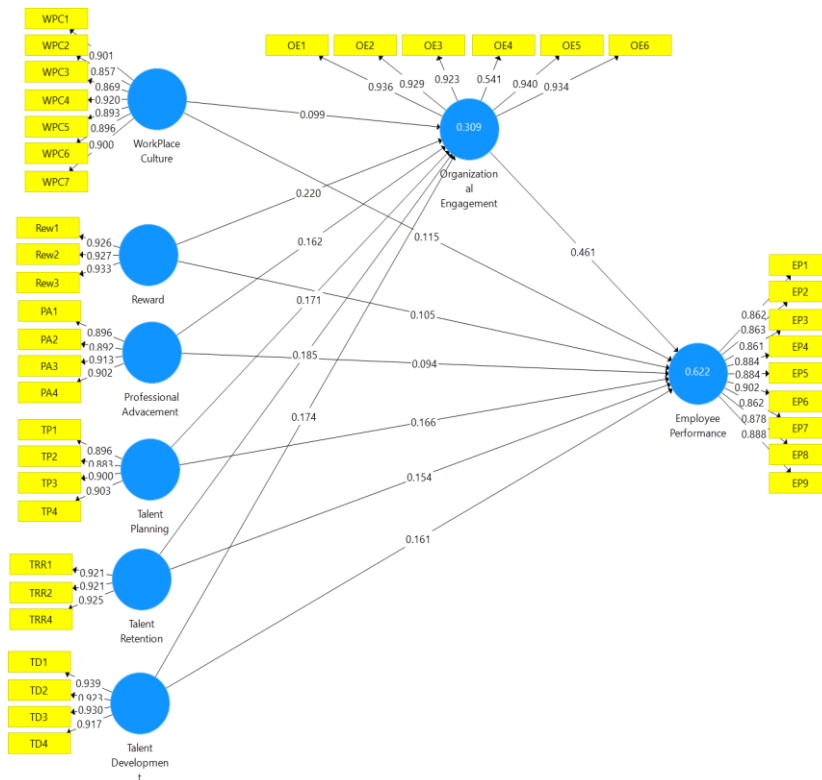 WPC1
WPC2
WPC3
WPC4
WPC5
WPC6
WPC7
0.901
0.857
0.869
0.920
0.893
0.896
0.900
WorkPlace
Culture
OE1
OE2
OE3
OE4
OE5
OE6
0.936
0.929
0.923
0.541
0.940
0.934
0.309
Organization
al
Engagement
0.099
0.220
0.162
0.171
0.185
0.174
0.115
0.105
0.094
0.166
0.154
0.161
0.461
Rew1
Rew2
Rew3
0.926
0.927
0.933
Reward
PA1
PA2
PA3
PA4
0.896
0.892
0.913
0.902
Professional
Advacement
TP1
TP2
TP3
TP4
0.896
0.883
0.900
0.903
Talent
Planning
TRR1
TRR2
TRR4
0.921
0.921
0.925
Talent
Retention
TD1
TD2
TD3
TD4
0.939
0.923
0.930
0.917
Talent
Developmen
t
0.622
Employee
Performance
0.862
0.863
0.861
0.884
0.884
0.902
0.862
0.878
0.888
EP1
EP2
EP3
EP4
EP5
EP6
EP7
EP8
EP9